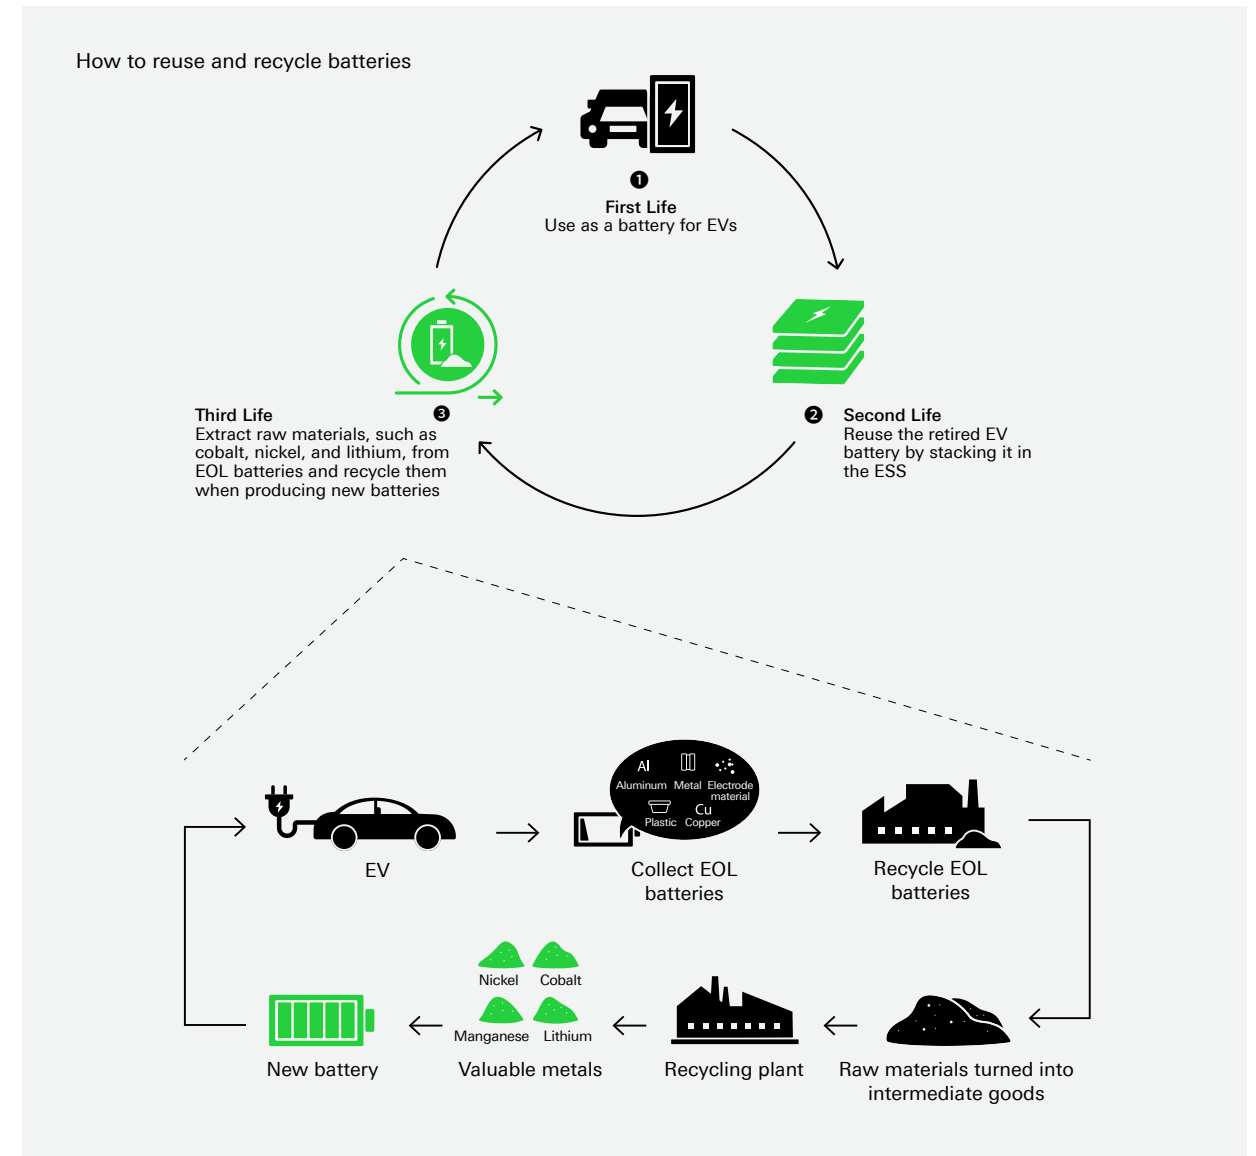 How to reuse and recycle batteries
1
First Life
Use as a battery for EVs
2
Second Life
Reuse the retired EV
battery by stacking it in
the ESS
3
Third Life
Extract raw materials, such as
cobalt, nickel, and lithium, from
EOL batteries and recycle them
when producing new batteries
EV
Al
Aluminum
Metal
Electrode
material
Plastic
Cu
Copper
Collect EOL
batteries
Recycle EOL
batteries
Raw materials turned into
intermediate goods
Recycling plant
Nickel
Cobalt
Manganese
Lithium
Valuable metals
New battery